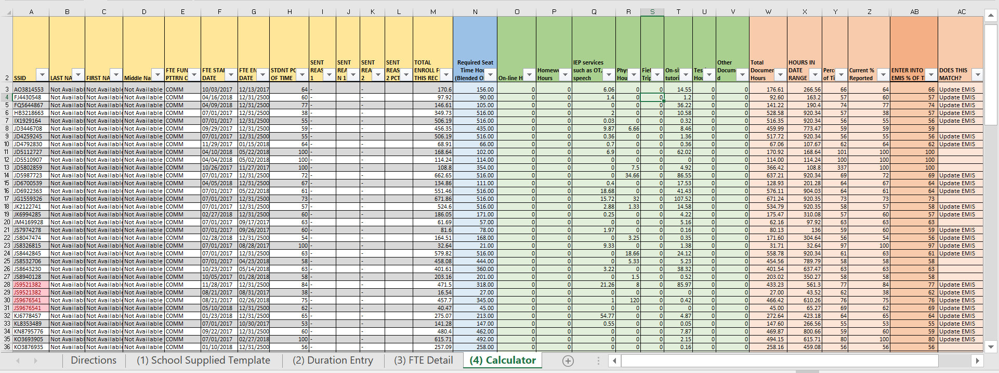 A B C D E F G H I J K L M N O P Q R S T U V W X Y Z AB AC
2 SSID LAST NA FIRST NA Middle Na FTE FUN PTTRN C FTE STAI DATE FTE EN DATE STDNT PC OF TIME SENT REAS 1 SENT REA N 1 SENT REA 2 SENT REAS 2 PCT TOTAL ENROLL F THIS REC Required Seat Time Hou (Blended O On-line H Homew Hours IEP services such as OT, speech Phy Hou Fiel Trip On-si tutori Tes Hou Other Docum d Total Documer Hours HOURS IN DATE RANGE Perc of Ti Current % Reported ENTER INTO EMIS % OF T DOES THIS MATCH?
3 AO3814553 Not Availabl Not Available Not Available COMM 10/03/2017 12/13/2017 64 - - 170.6 156.00 0 0 6.06 0 0 14.55 0 0 176.61 266.56 66 64 66 Update EMIS
4 FJ4430548 Not Availabl Not Available Not Available COMM 04/16/2018 12/31/2500 60 - - 97.92 90.00 0 0 1.4 0 0 1.2 0 0 92.60 163.2 57 60 57 Update EMIS
5 FQ5644867 Not Availabl Not Available Not Available COMM 04/09/2018 12/31/2500 77 - - 146.61 105.00 0 0 0 0 0 36.22 0 0 141.22 190.4 74 77 74 Update EMIS
6 HB3218663 Not Availabl Not Available Not Available COMM 07/01/2017 12/31/2500 38 - - 349.73 516.00 0 0 2 0 0 10.58 0 0 528.58 920.34 57 38 57 Update EMIS
7 IX1929164 Not Availabl Not Available Not Available COMM 07/01/2017 12/31/2500 55 - - 506.19 516.00 0 0 0.03 0 0 0.32 0 0 516.35 920.34 56 55 56 Update EMIS
8 JD3446708 Not Availabl Not Available Not Available COMM 09/29/2017 12/31/2500 59 - - 456.35 435.00 0 0 9.87 6.66 0 8.46 0 0 459.99 773.47 59 59 59
9 JD4259245 Not Availabl Not Available Not Available COMM 07/01/2017 12/31/2500 55 - - 506.19 516.00 0 0 0.36 0 0 1.36 0 0 517.72 920.34 56 55 56 Update EMIS
10 JD4792830 Not Availabl Not Available Not Available COMM 11/29/2017 01/15/2018 64 - - 68.91 66.00 0 0 0.7 0 0 0.36 0 0 67.06 107.67 62 64 62 Update EMIS
11 JD5112727 Not Availabl Not Available Not Available COMM 04/10/2018 05/22/2018 100 - - 168.64 102.00 0 0 6.9 0 0 62.02 0 0 170.92 168.64 101 100 100
12 JD5510907 Not Availabl Not Available Not Available COMM 04/04/2018 05/02/2018 100 - - 114.24 114.00 0 0 0 0 0 0 0 0 114.00 114.24 100 100 100
13 JD5802859 Not Availabl Not Available Not Available COMM 10/26/2017 11/27/2017 100 - - 108.8 354.00 0 0 0 7.5 0 4.92 0 0 366.42 108.8 337 100 100
14 JD5987723 Not Availabl Not Available Not Available COMM 07/01/2017 12/31/2500 72 - - 662.65 516.00 0 0 0 34.66 0 86.55 0 0 637.21 920.34 69 72 69 Update EMIS
15 JD6700539 Not Availabl Not Available Not Available COMM 04/05/2018 12/31/2500 67 - - 134.86 111.00 0 0 0.4 0 0 17.53 0 0 128.93 201.28 64 67 64 Update EMIS
16 JD6922363 Not Availabl Not Available Not Available COMM 07/01/2017 05/22/2018 61 - - 551.46 516.00 0 0 18.68 0 0 41.43 0 0 576.11 904.03 64 61 64 Update EMIS
17 JG1559326 Not Availabl Not Available Not Available COMM 07/01/2017 12/31/2500 73 - - 671.86 516.00 0 0 15.72 32 0 107.52 0 0 671.24 920.35 73 73 73
18 JK2122741 Not Availabl Not Available Not Available COMM 07/01/2017 12/31/2500 57 - - 524.6 516.00 0 0 2.88 1.33 0 14.58 0 0 534.79 920.35 58 57 58 Update EMIS
19 JK6994285 Not Availabl Not Available Not Available COMM 02/27/2018 12/31/2500 60 - - 186.05 171.00 0 0 0.25 0 0 4.22 0 0 175.47 310.08 57 60 57 Update EMIS
20 JM4169928 Not Availabl Not Available Not Available COMM 07/01/2017 09/17/2017 63 - - 61.69 57.00 0 0 0 0 0 5.16 0 0 62.16 97.92 63 63 63
21 JS7974278 Not Availabl Not Available Not Available COMM 07/01/2017 09/26/2017 60 - - 81.6 78.00 0 0 1.97 0 0 0.16 0 0 80.13 136 59 60 59 Update EMIS
22 JS8047474 Not Availabl Not Available Not Available COMM 02/28/2018 12/31/2500 54 - - 164.51 168.00 0 0 0 3.25 0 0.35 0 0 171.60 304.64 56 54 56 Update EMIS
23 JS8326815 Not Availabl Not Available Not Available COMM 07/01/2017 08/28/2017 100 - - 32.64 21.00 0 0 9.33 0 0 1.38 0 0 31.71 32.64 97 100 97 Update EMIS
24 JS8442845 Not Availabl Not Available Not Available COMM 07/01/2017 12/31/2500 63 - - 579.82 516.00 0 0 0 18.66 0 24.12 0 0 558.78 920.34 61 63 61 Update EMIS
25 JS8532706 Not Availabl Not Available Not Available COMM 07/01/2017 04/23/2018 58 - - 458.08 444.00 0 0 0 5.33 0 5.23 0 0 454.56 789.79 58 58 58
26 JS8643230 Not Availabl Not Available Not Available COMM 10/23/2017 05/14/2018 63 - - 401.61 360.00 0 0 3.22 0 0 38.32 0 0 401.54 637.47 63 63 63
27 JS8940128 Not Availabl Not Available Not Available COMM 10/05/2017 01/28/2018 58 - - 203.16 201.00 0 0 0 1.5 0 0.52 0 0 203.02 350.27 58 58 58
28 JS9521382 Not Availabl Not Available Not Available COMM 11/28/2017 12/31/2500 84 - - 471.5 318.00 0 0 21.26 8 0 85.97 0 0 433.23 561.3 77 84 77 Update EMIS
29 JS9521382 Not Availabl Not Available Not Available COMM 08/21/2017 08/31/2017 38 - - 16.54 27.00 0 0 0 0 0 0 0 0 27.00 43.52 62 38 62 Update EMIS
30 JS9676541 Not Availabl Not Available Not Available COMM 08/21/2017 02/26/2018 75 - - 457.7 345.00 0 0 1 120 0 0.42 0 0 466.42 610.26 76 75 76 Update EMIS
31 JS9676541 Not Availabl Not Available Not Available COMM 05/10/2018 12/31/2500 62 - - 40.47 45.00 0 0 0 0 0 0 0 0 45.00 65.27 69 62 69 Update EMIS
32 KJ6778457 Not Availabl Not Available Not Available COMM 01/23/2018 12/31/2500 65 - - 275.07 213.00 0 0 54.77 0 0 4.87 0 0 272.64 423.18 64 65 64 Update EMIS
33 KL8353489 Not Availabl Not Available Not Available COMM 07/01/2017 10/30/2017 53 - - 141.28 147.00 0 0 0.55 0 0 0.05 0 0 147.60 266.56 55 53 55 Update EMIS
34 KN8795776 Not Availabl Not Available Not Available COMM 09/22/2017 12/31/2500 60 - - 480.4 462.00 0 0 0 0 0 7.87 0 0 469.87 800.66 59 60 59 Update EMIS
35 KO3693905 Not Availabl Not Available Not Available COMM 07/01/2017 02/27/2018 100 - - 615.71 492.00 0 0 0 0 0 2.15 0 0 494.15 615.71 80 100 80 Update EMIS
36 KO3876935 Not Availabl Not Available Not Available COMM 01/10/2018 12/31/2500 56 - - 257.09 258.00 0 0 0 0 0 0.16 0 0 258.16 459.08 56 56 56
Directions (1) School Supplied Template (2) Duration Entry (3) FTE Detail (4) Calculator